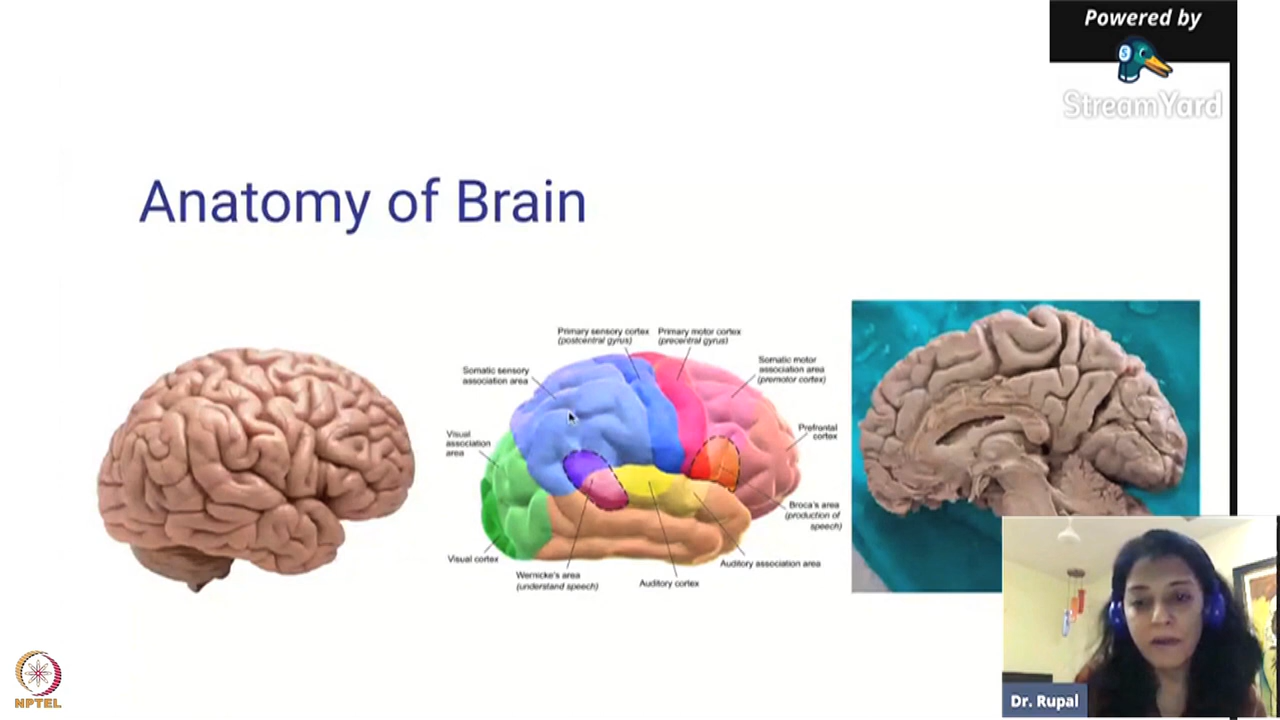 Powered by
S
StreamYard
Anatomy of Brain
Primary sensory cortex
(postcentral gyrus)
Primary motor cortex
(precentral gyrus)
Somatic sensory
association area
Somatic motor
association area
(premotor cortex)
Visual
association
area
Prefrontal
cortex
Broca's area
(production of
speech)
Visual cortex
Wernicke's area
(understand speech)
Auditory cortex
Auditory association area
NPTEL
Dr. Rupal